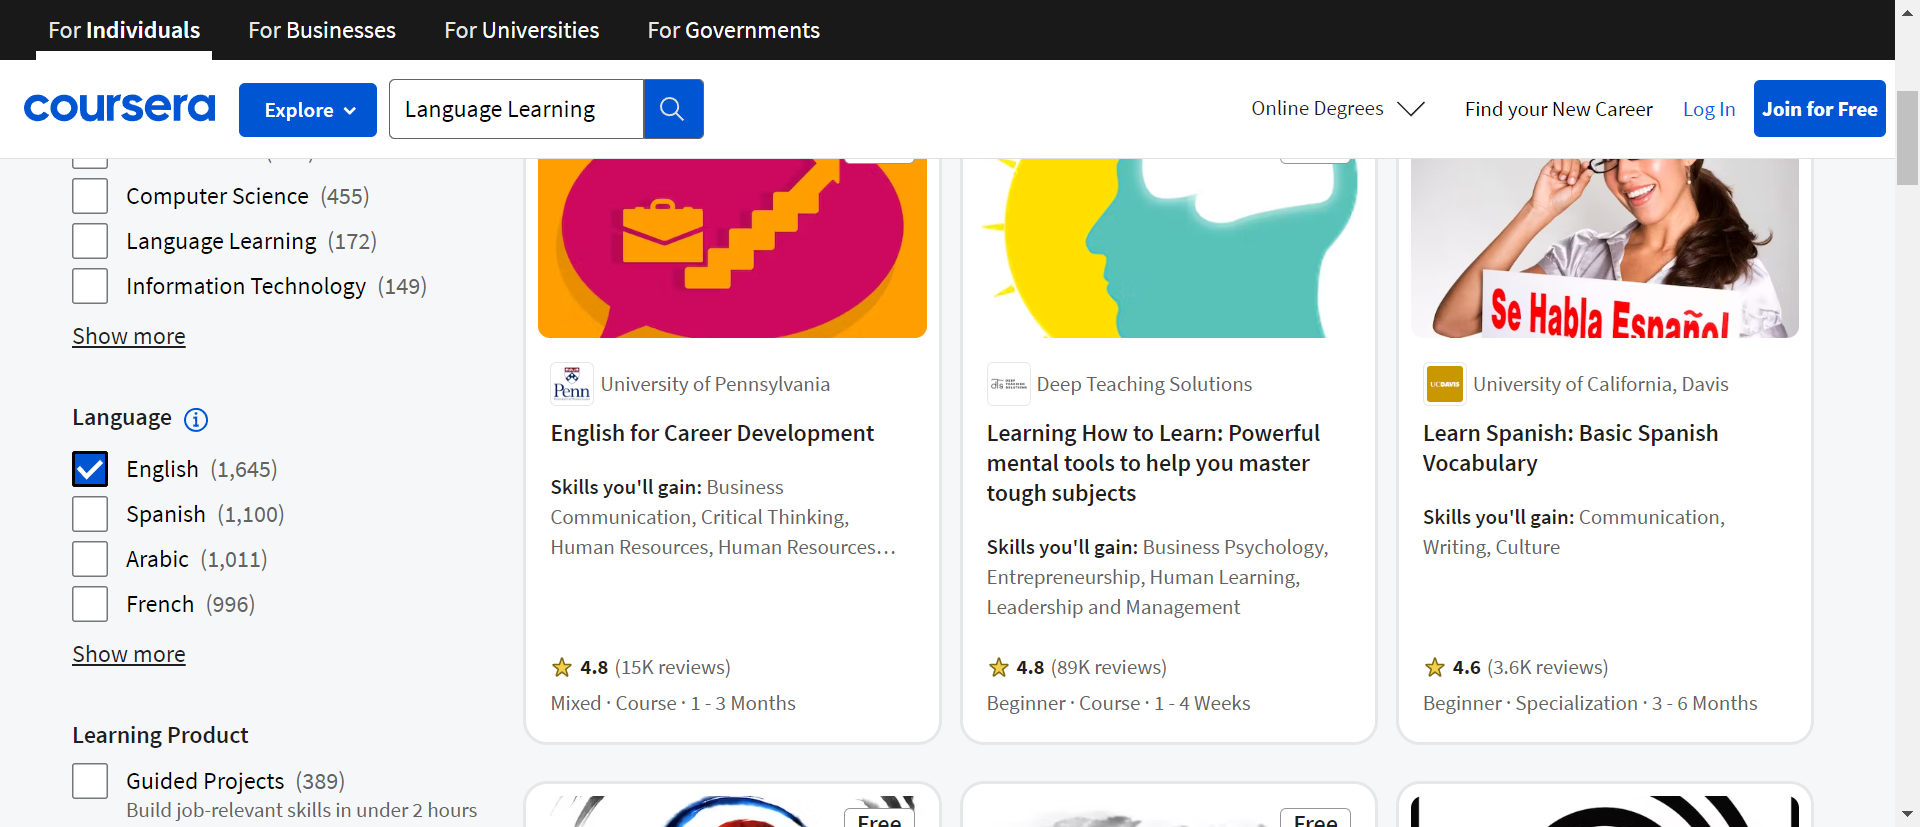 For Individuals
For Businesses
For Universities
For Governments
coursera
Explore
Language Learning
Online Degrees
Find your New Career
Log In
Join for Free
Computer Science (455)
Language Learning (172)
Information Technology (149)
Show more
Language
English (1,645)
Spanish (1,100)
Arabic (1,011)
French (996)
Show more
Learning Product
Guided Projects (389)
Build job-relevant skills in under 2 hours
Penn
University of Pennsylvania
English for Career Development
Skills you'll gain: Business
Communication, Critical Thinking,
Human Resources, Human Resources…
4.8 (15K reviews)
Mixed · Course · 1 - 3 Months
Deep Teaching Solutions
Learning How to Learn: Powerful
mental tools to help you master
tough subjects
Skills you'll gain: Business Psychology,
Entrepreneurship, Human Learning,
Leadership and Management
4.8 (89K reviews)
Beginner · Course · 1 - 4 Weeks
Se Habla Español
UCDAVIS
University of California, Davis
Learn Spanish: Basic Spanish
Vocabulary
Skills you'll gain: Communication,
Writing, Culture
4.6 (3.6K reviews)
Beginner · Specialization · 3 - 6 Months
Free
Free